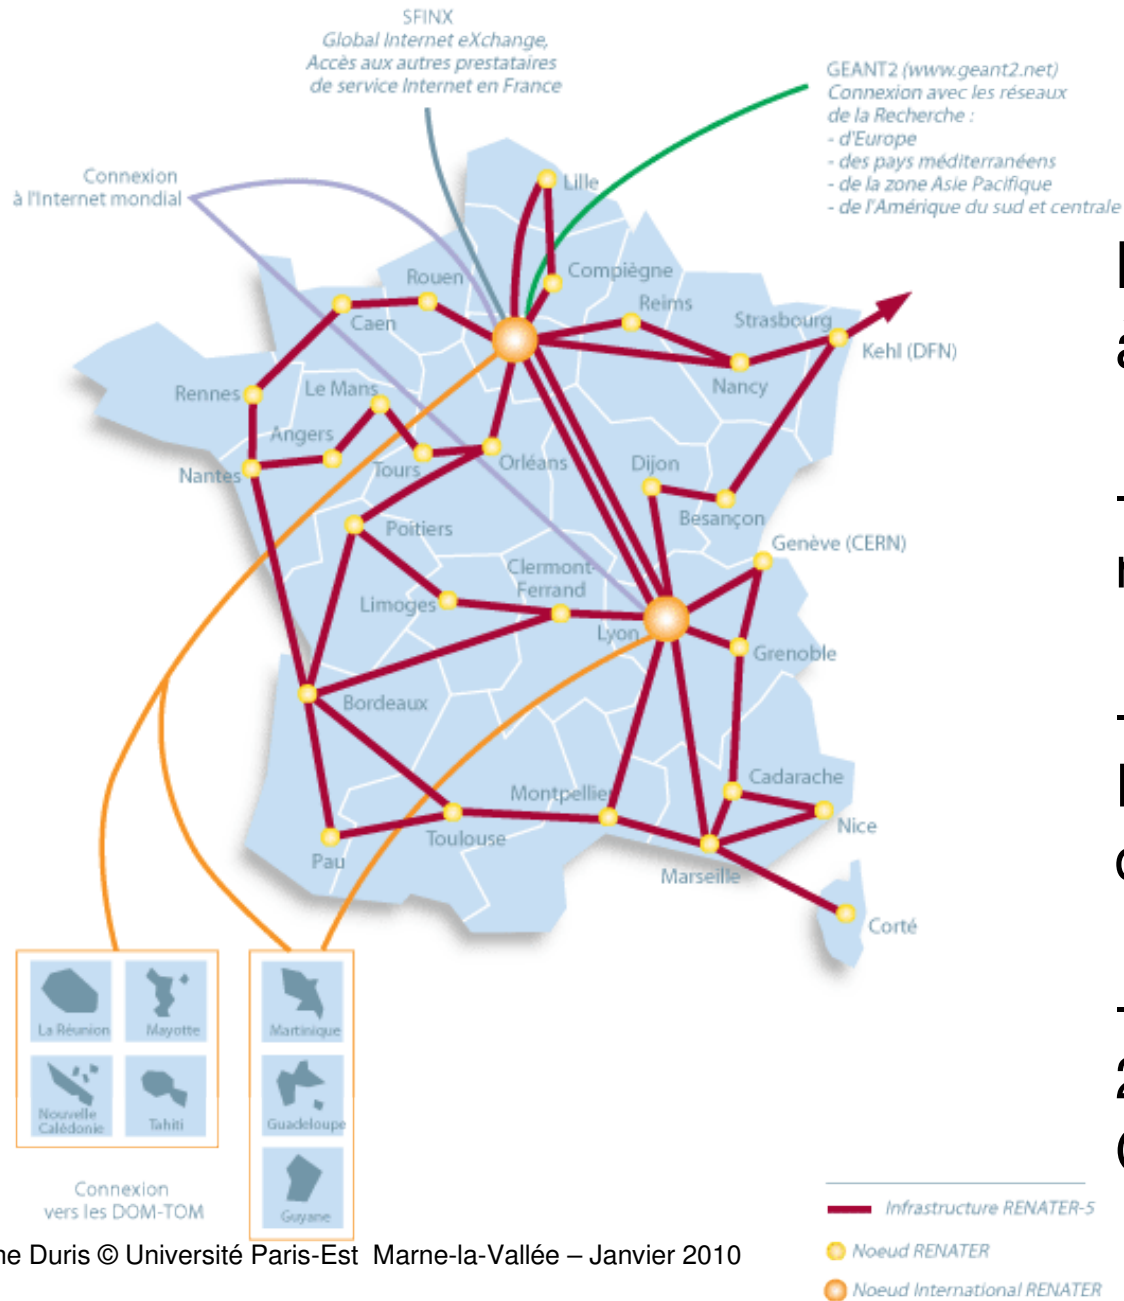 SFINX
Global Internet eXchange,
Accès aux autres prestataires
de service Internet en France
GEANT2 (www.geant2.net)
Connexion avec les réseaux
de la Recherche :
- d'Europe
- des pays méditerranéens
- de la zone Asie Pacifique
- de l'Amérique du sud et centrale
Connexion
à l'Internet mondial
Lille
Compiègne
Rouen
Reims
Caen
Strasbourg
Kehl (DFN)
Nancy
Rennes
Le Mans
Angers
Nantes
Tours
Orléans
Dijon
Besançon
Poitiers
Genève (CERN)
Clermont-
Ferrand
Limoges
Lyon
Grenoble
Bordeaux
Cadarache
Montpellier
Nice
Toulouse
Pau
Marseille
Corté
La Réunion
Mayotte
Martinique
Nouvelle
Calédonie
Tahiti
Guadeloupe
Guyane
Connexion
vers les DOM-TOM
Infrastructure RENATER-5
Noeud RENATER
Noeud International RENATER
Duris © Université Paris-Est Marne-la-Vallée – Janvier 2010